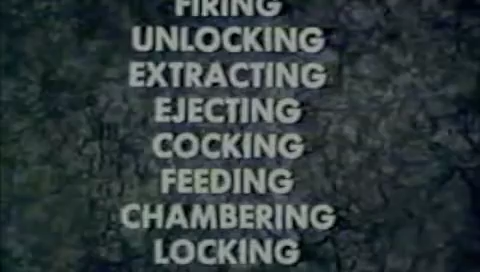 FIRING
UNLOCKING
EXTRACTING
EJECTING
COCKING
FEEDING
CHAMBERING
LOCKING